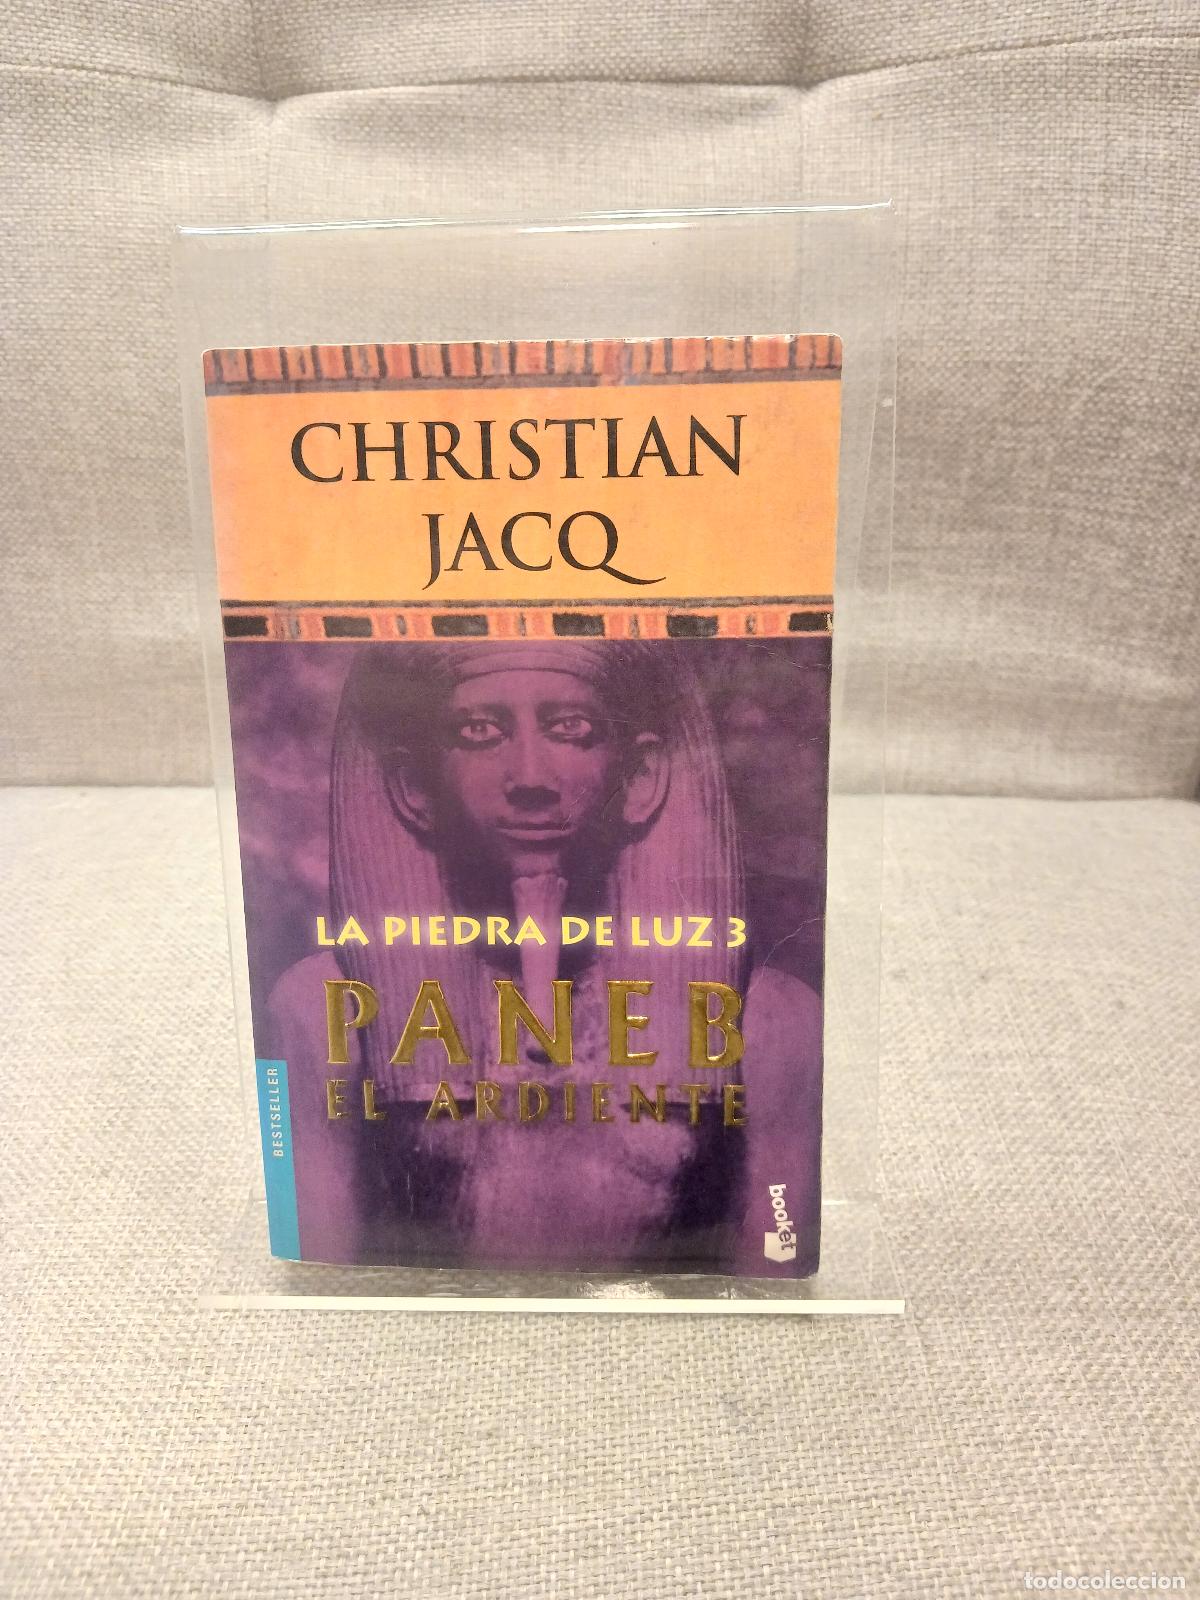 CHRISTIAN
JACQ
LA PIEDRA DE LUZ 3
PANEB
EL ARDIENTE
BESTSELLER
booket
todocoleccion